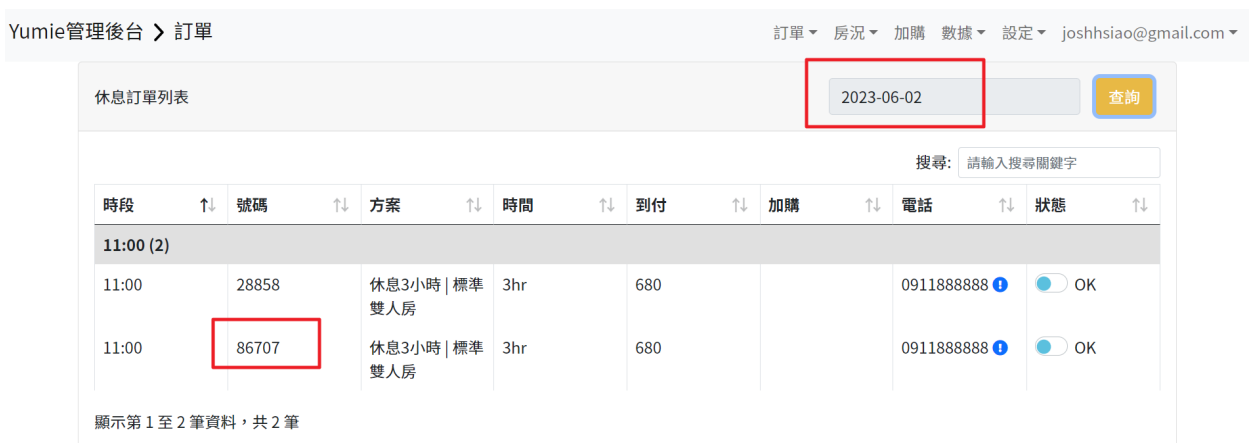 Yumie管理後台 > 訂單 訂單 房況 加購 數據 設定 joshhsiao@gmail.com
休息訂單列表 2023-06-02 查詢
搜尋: 請輸入搜尋關鍵字
時段 號碼 方案 時間 到付 加購 電話 狀態
11:00 (2)
11:00 28858 休息3小時 | 標準 3hr 680 0911888888 OK
雙人房
11:00 86707 休息3小時 | 標準 3hr 680 0911888888 OK
雙人房
顯示第 1 至 2 筆資料，共 2 筆